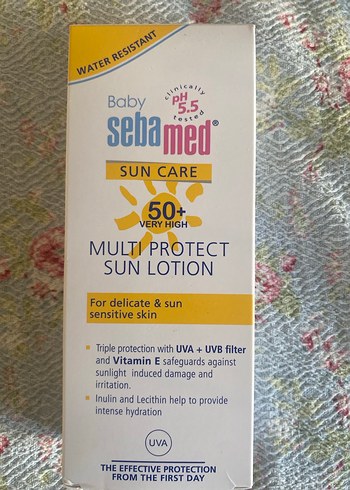 WATER RESISTANT
Baby
clinically
pH
5.5
tested
sebamed®
SUN CARE
50+
VERY HIGH
MULTI PROTECT
SUN LOTION
For delicate & sun
sensitive skin
Triple protection with UVA + UVB filter
and Vitamin E safeguards against
sunlight induced damage and
irritation.
Inulin and Lecithin help to provide
intense hydration
UVA
THE EFFECTIVE PROTECTION
FROM THE FIRST DAY